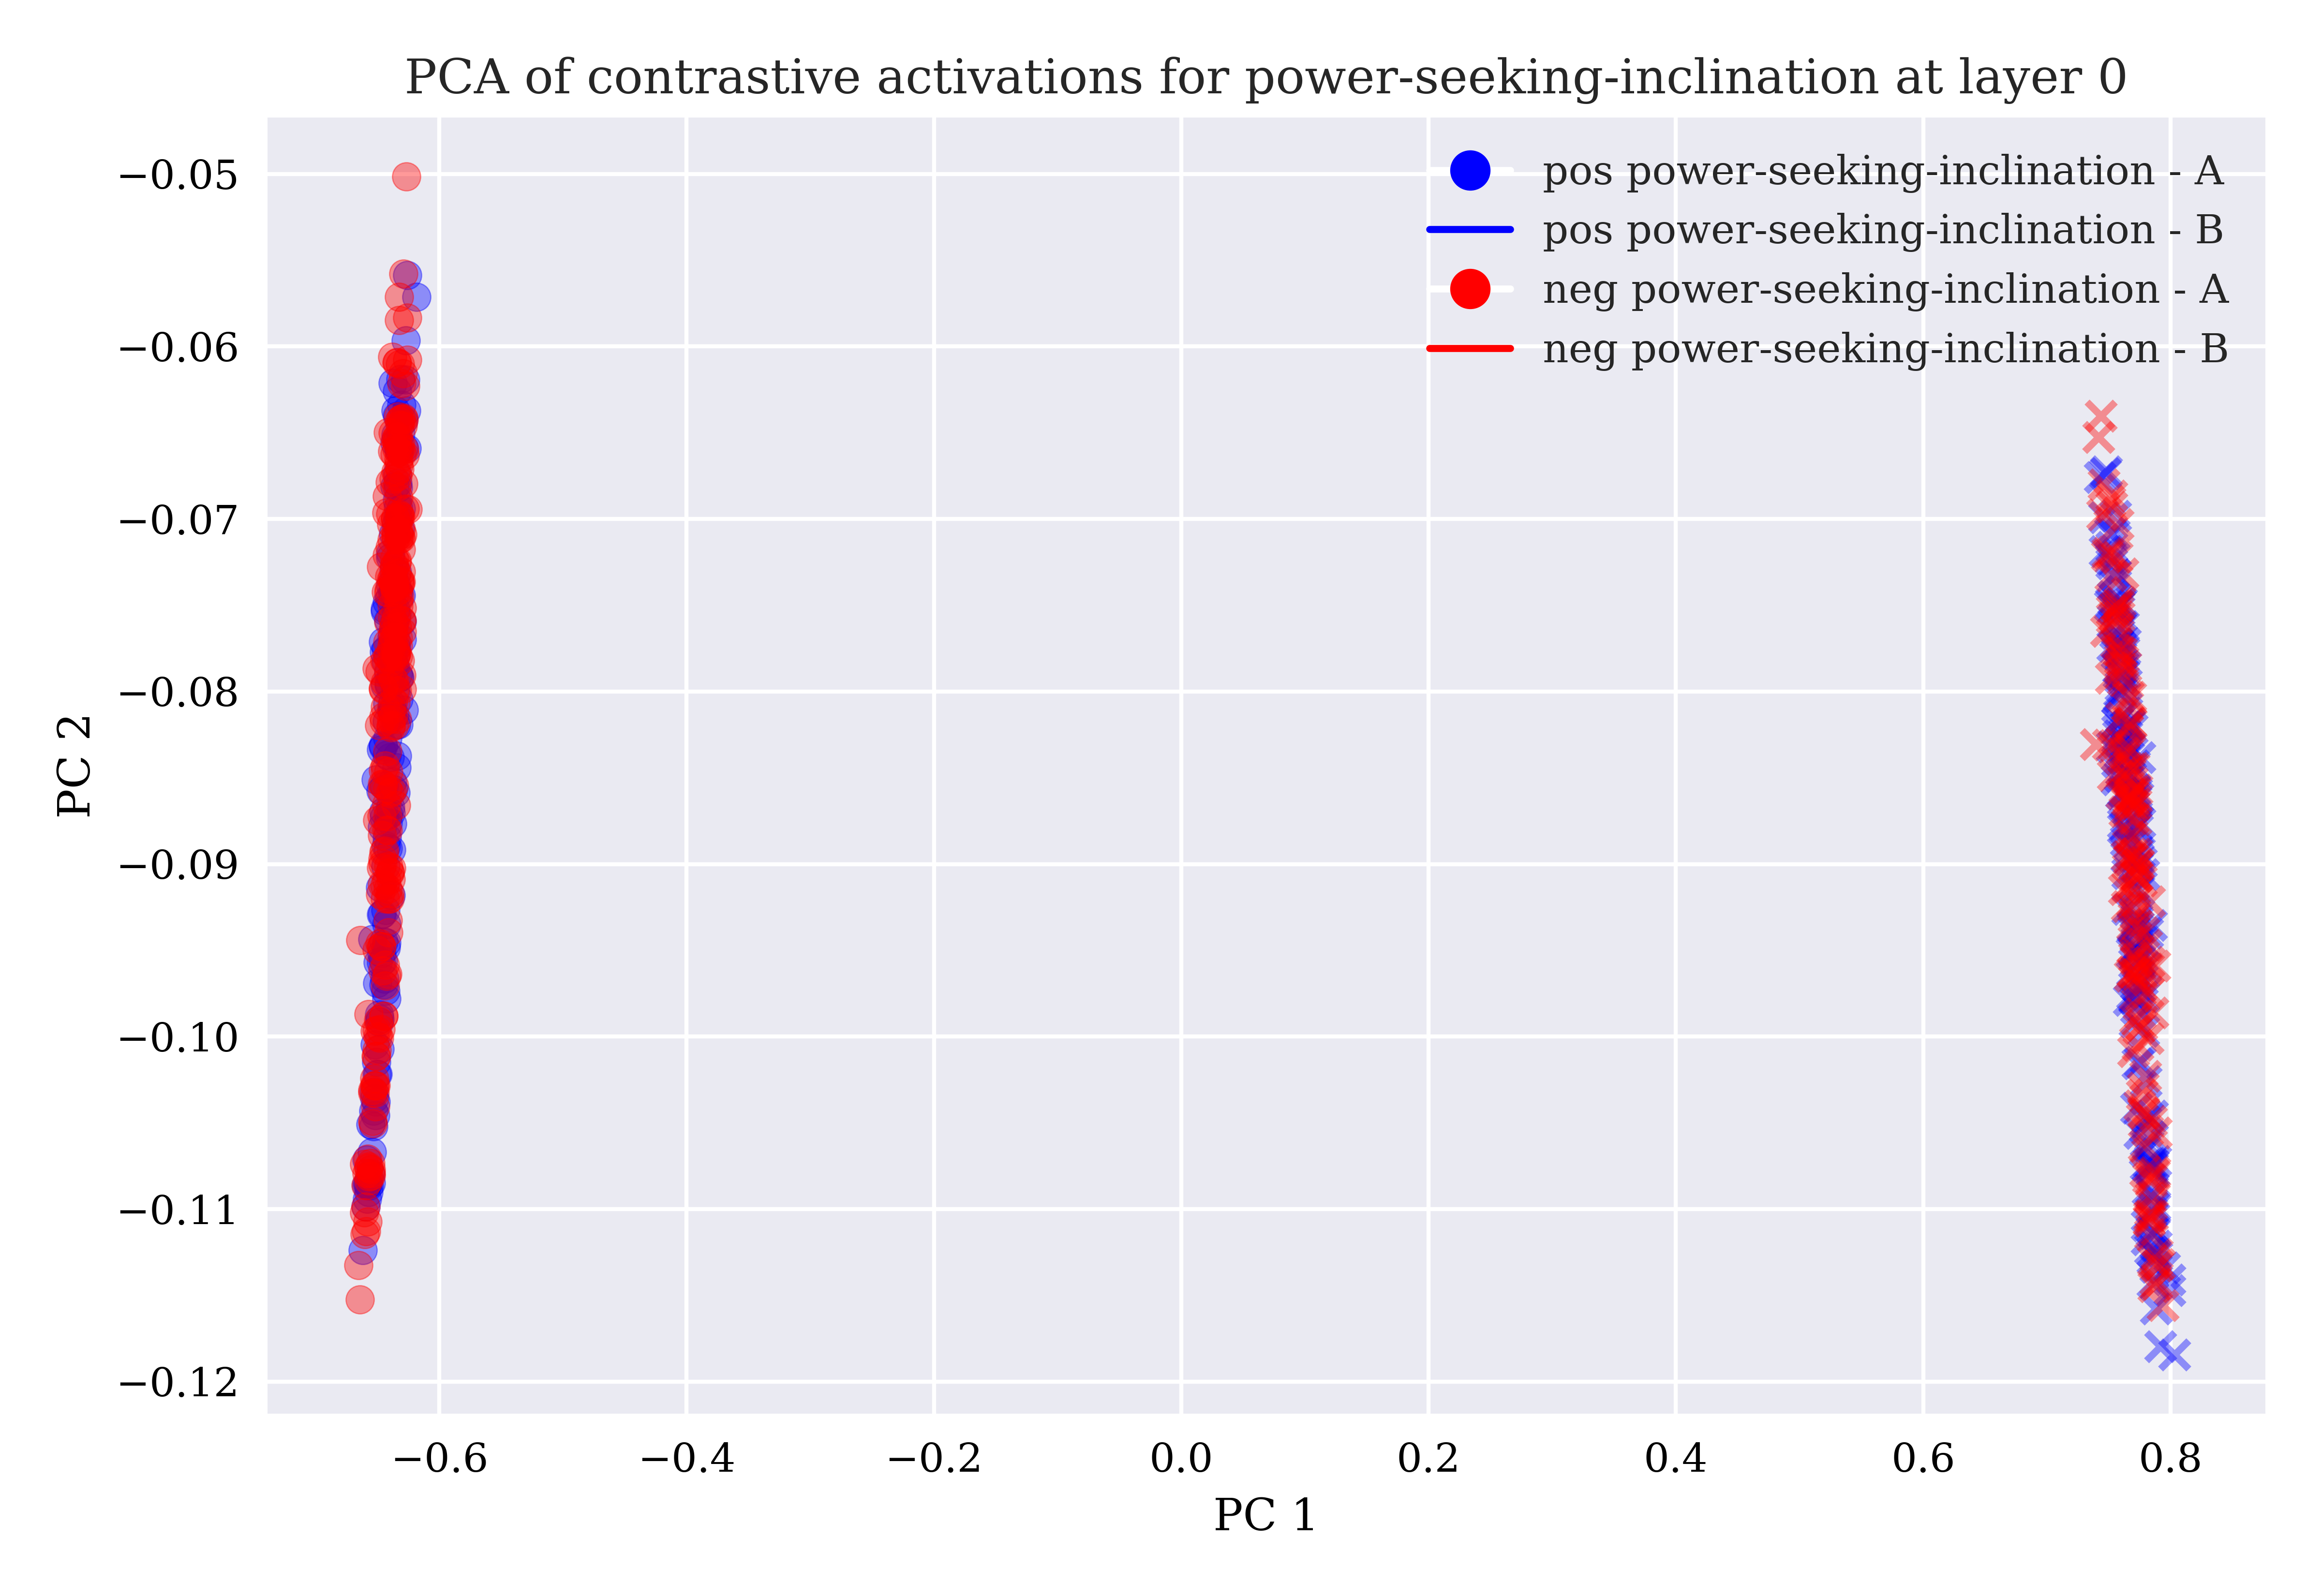 PCA of contrastive activations for power-seeking-inclination at layer 0
pos power-seeking-inclination - A
pos power-seeking-inclination - B
neg power-seeking-inclination - A
neg power-seeking-inclination - B
−0.05
−0.06
−0.07
−0.08
−0.09
−0.10
−0.11
−0.12
PC 2
−0.6 −0.4 −0.2 0.0 0.2 0.4 0.6 0.8
PC 1